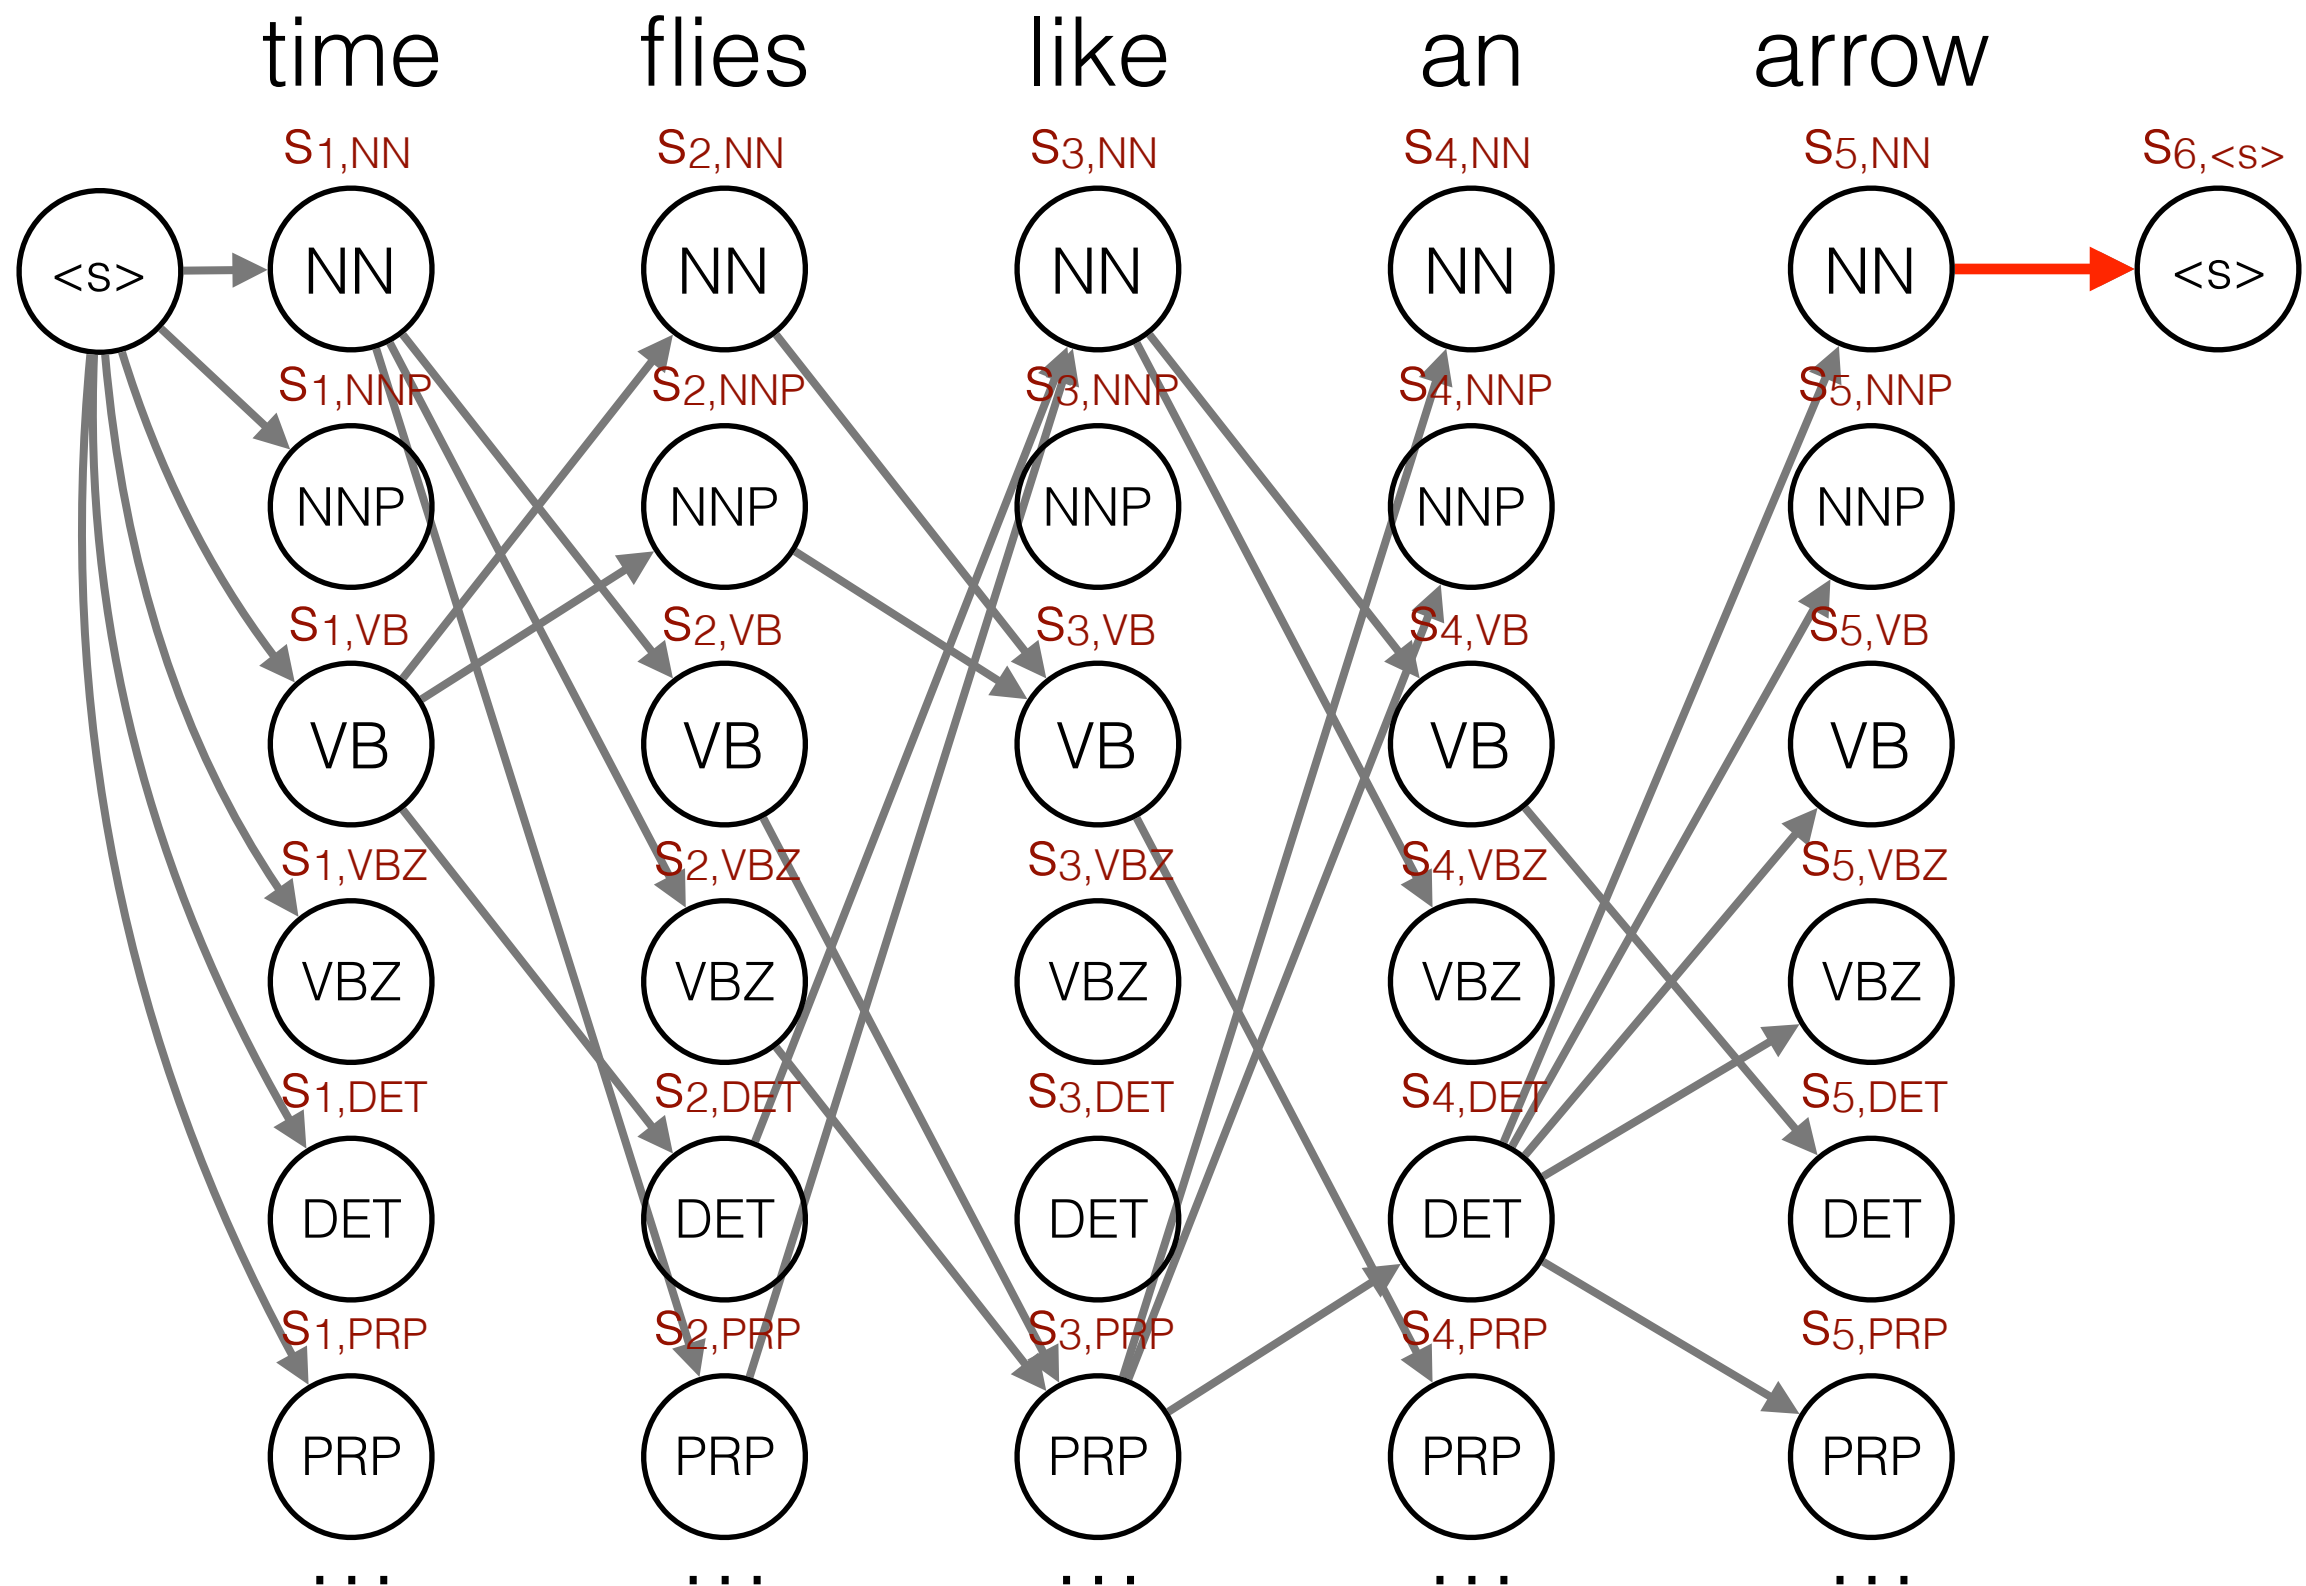 time flies like an arrow
s1,NN s2,NN s3,NN s4,NN s5,NN s6,<s>
<s> NN NN NN NN NN <s>
s1,NNP s2,NNP s3,NNP s4,NNP s5,NNP
NNP NNP NNP NNP NNP
s1,VB s2,VB s3,VB s4,VB s5,VB
VB VB VB VB VB
s1,VBZ s2,VBZ s3,VBZ s4,VBZ s5,VBZ
VBZ VBZ VBZ VBZ VBZ
s1,DET s2,DET s3,DET s4,DET s5,DET
DET DET DET DET DET
s1,PRP s2,PRP s3,PRP s4,PRP s5,PRP
PRP PRP PRP PRP PRP
... ... ... ... ...